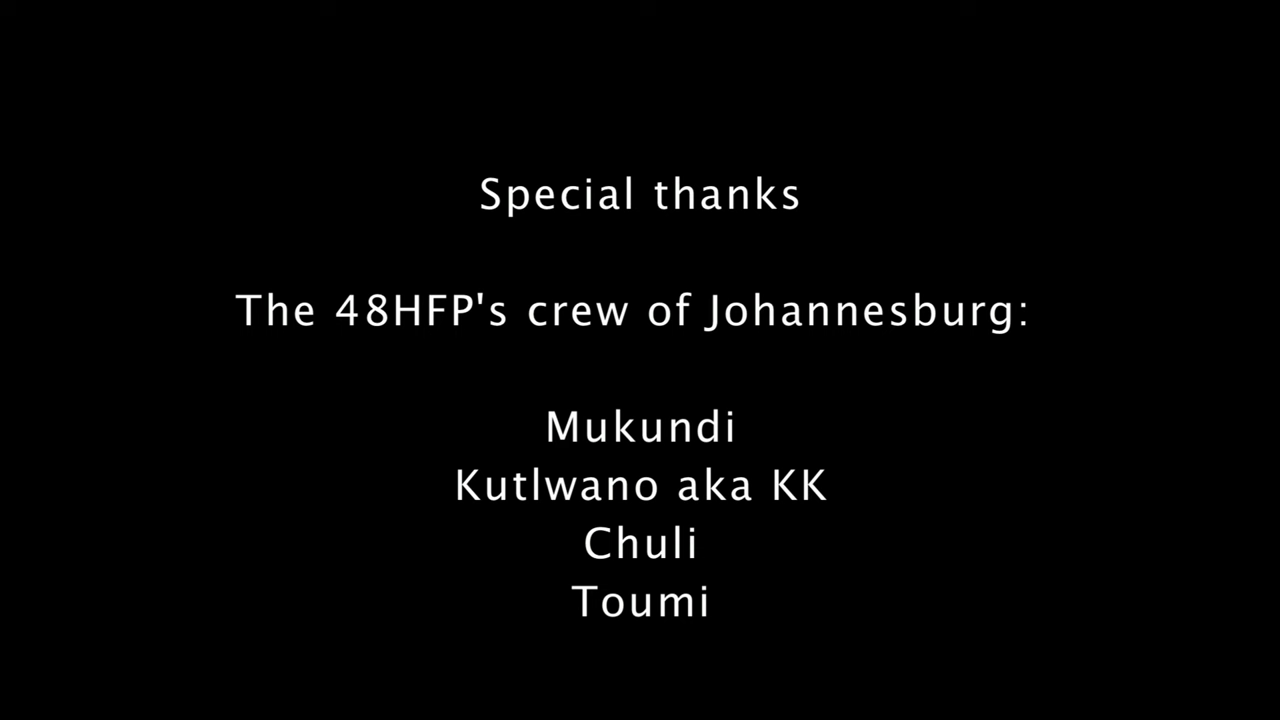 Special thanks
The 48HFP's crew of Johannesburg:
Mukundi
Kutlwano aka KK
Chuli
Toumi